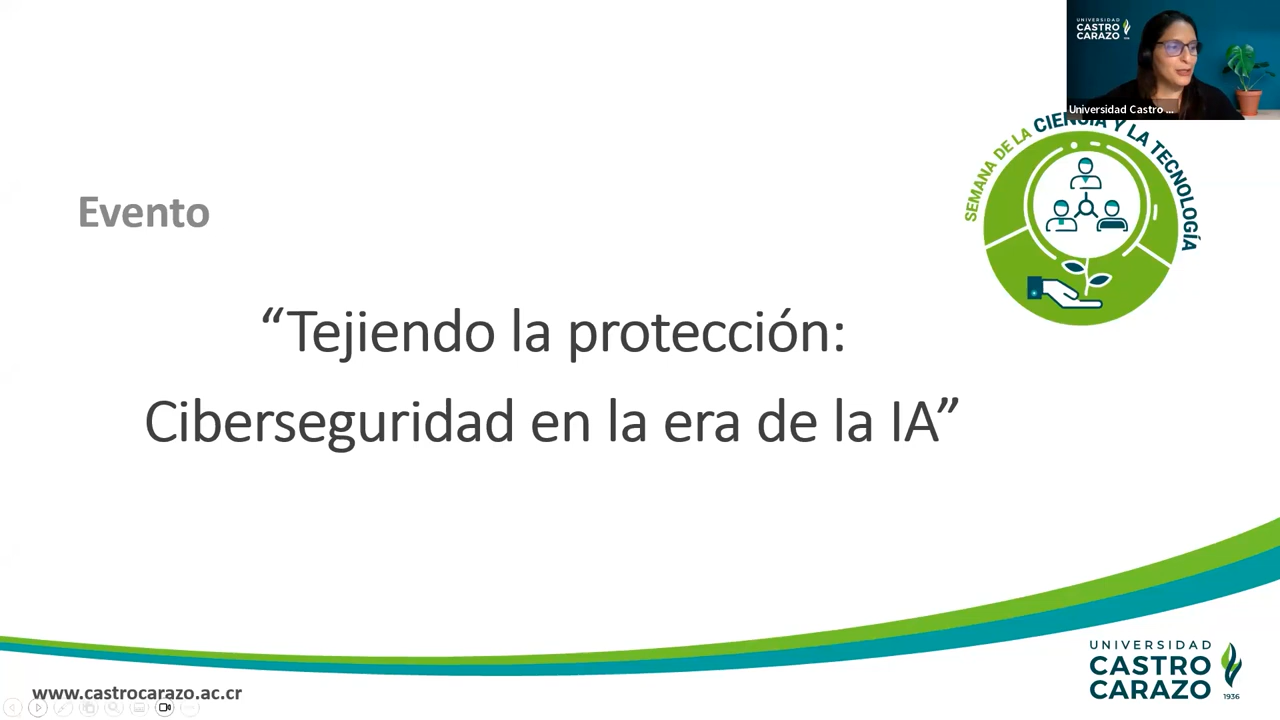 UNIVERSIDAD
CASTRO
CARAZO
Universidad Castro ...
SEMANA DE LA CIENCIA Y LA TECNOLOGÍA
Evento
“Tejiendo la protección:
Ciberseguridad en la era de la IA”
UNIVERSIDAD
CASTRO
CARAZO
1936
www.castrocarazo.ac.cr